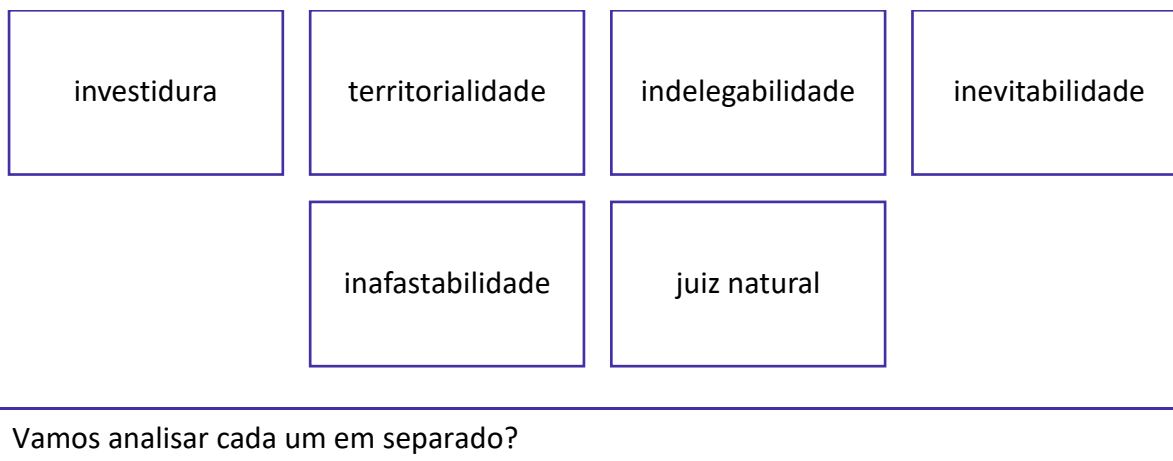 investidura
territorialidade
indelegabilidade
inevitabilidade
inafastabilidade
juiz natural
Vamos analisar cada um em separado?